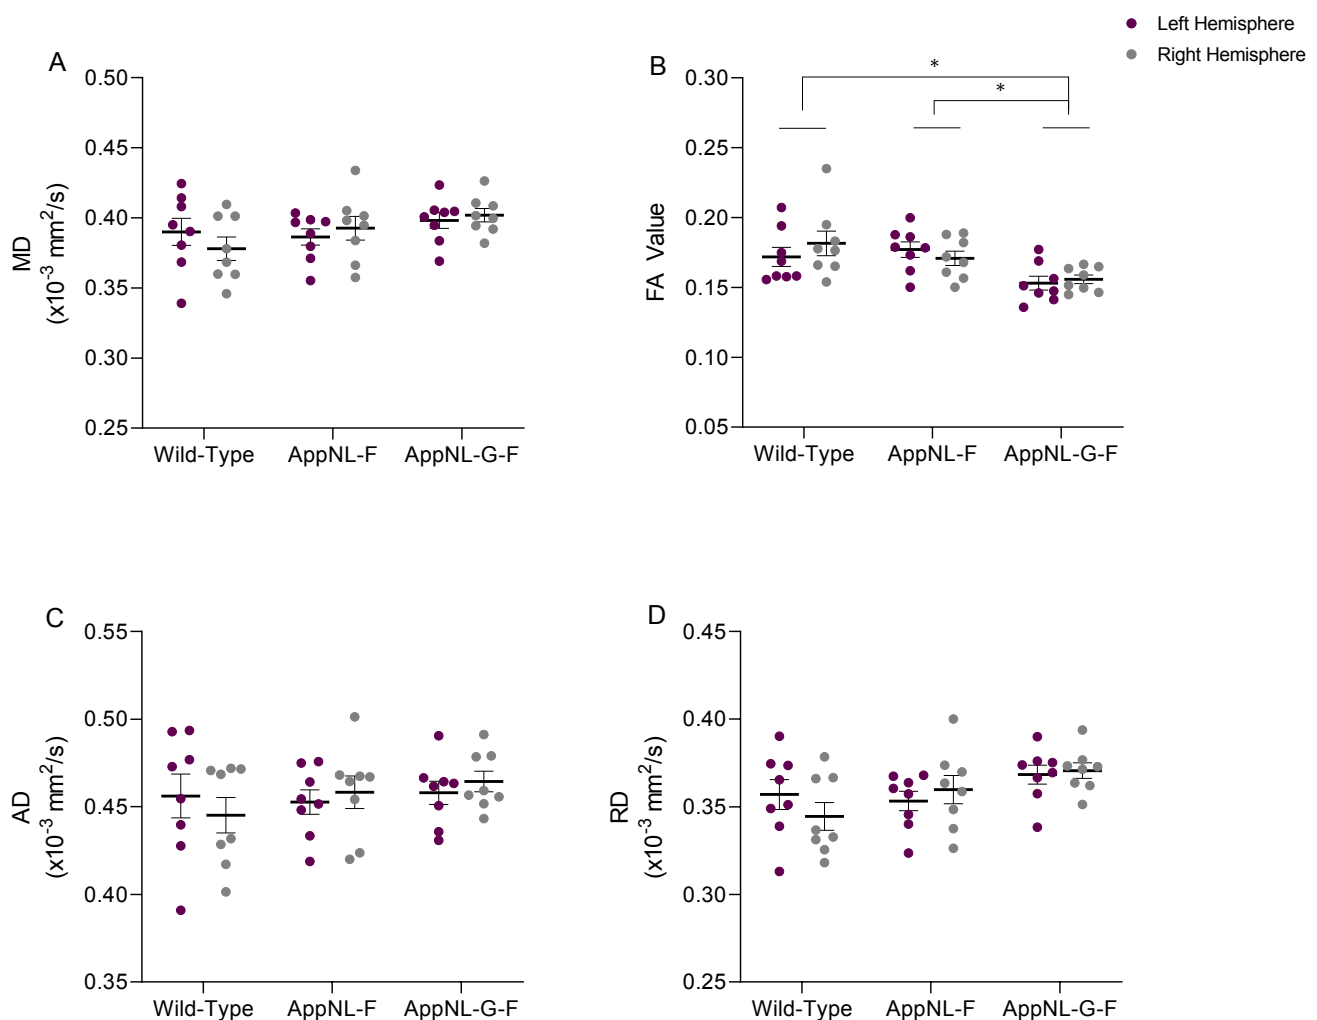 Left Hemisphere
Right Hemisphere
A
MD
(x10⁻³ mm²/s)
0.50
0.45
0.40
0.35
0.30
0.25
Wild-Type AppNL-F AppNL-G-F
B
FA Value
0.30
0.25
0.20
0.15
0.10
0.05
*
*
Wild-Type AppNL-F AppNL-G-F
C
AD
(x10⁻³ mm²/s)
0.55
0.50
0.45
0.40
0.35
Wild-Type AppNL-F AppNL-G-F
D
RD
(x10⁻³ mm²/s)
0.45
0.40
0.35
0.30
0.25
Wild-Type AppNL-F AppNL-G-F